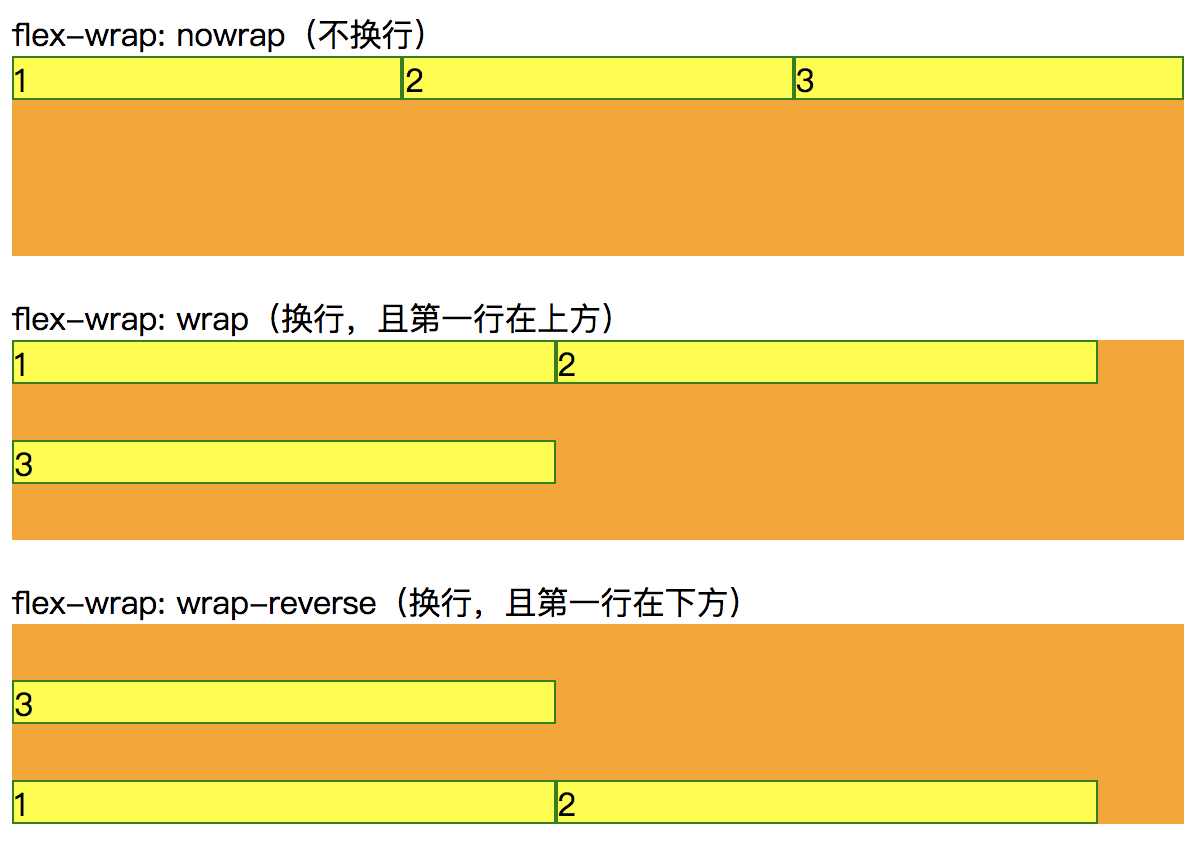 flex-wrap: nowrap（不换行）
1 2 3
flex-wrap: wrap（换行，且第一行在上方）
1 2
3
flex-wrap: wrap-reverse（换行，且第一行在下方）
3
1 2